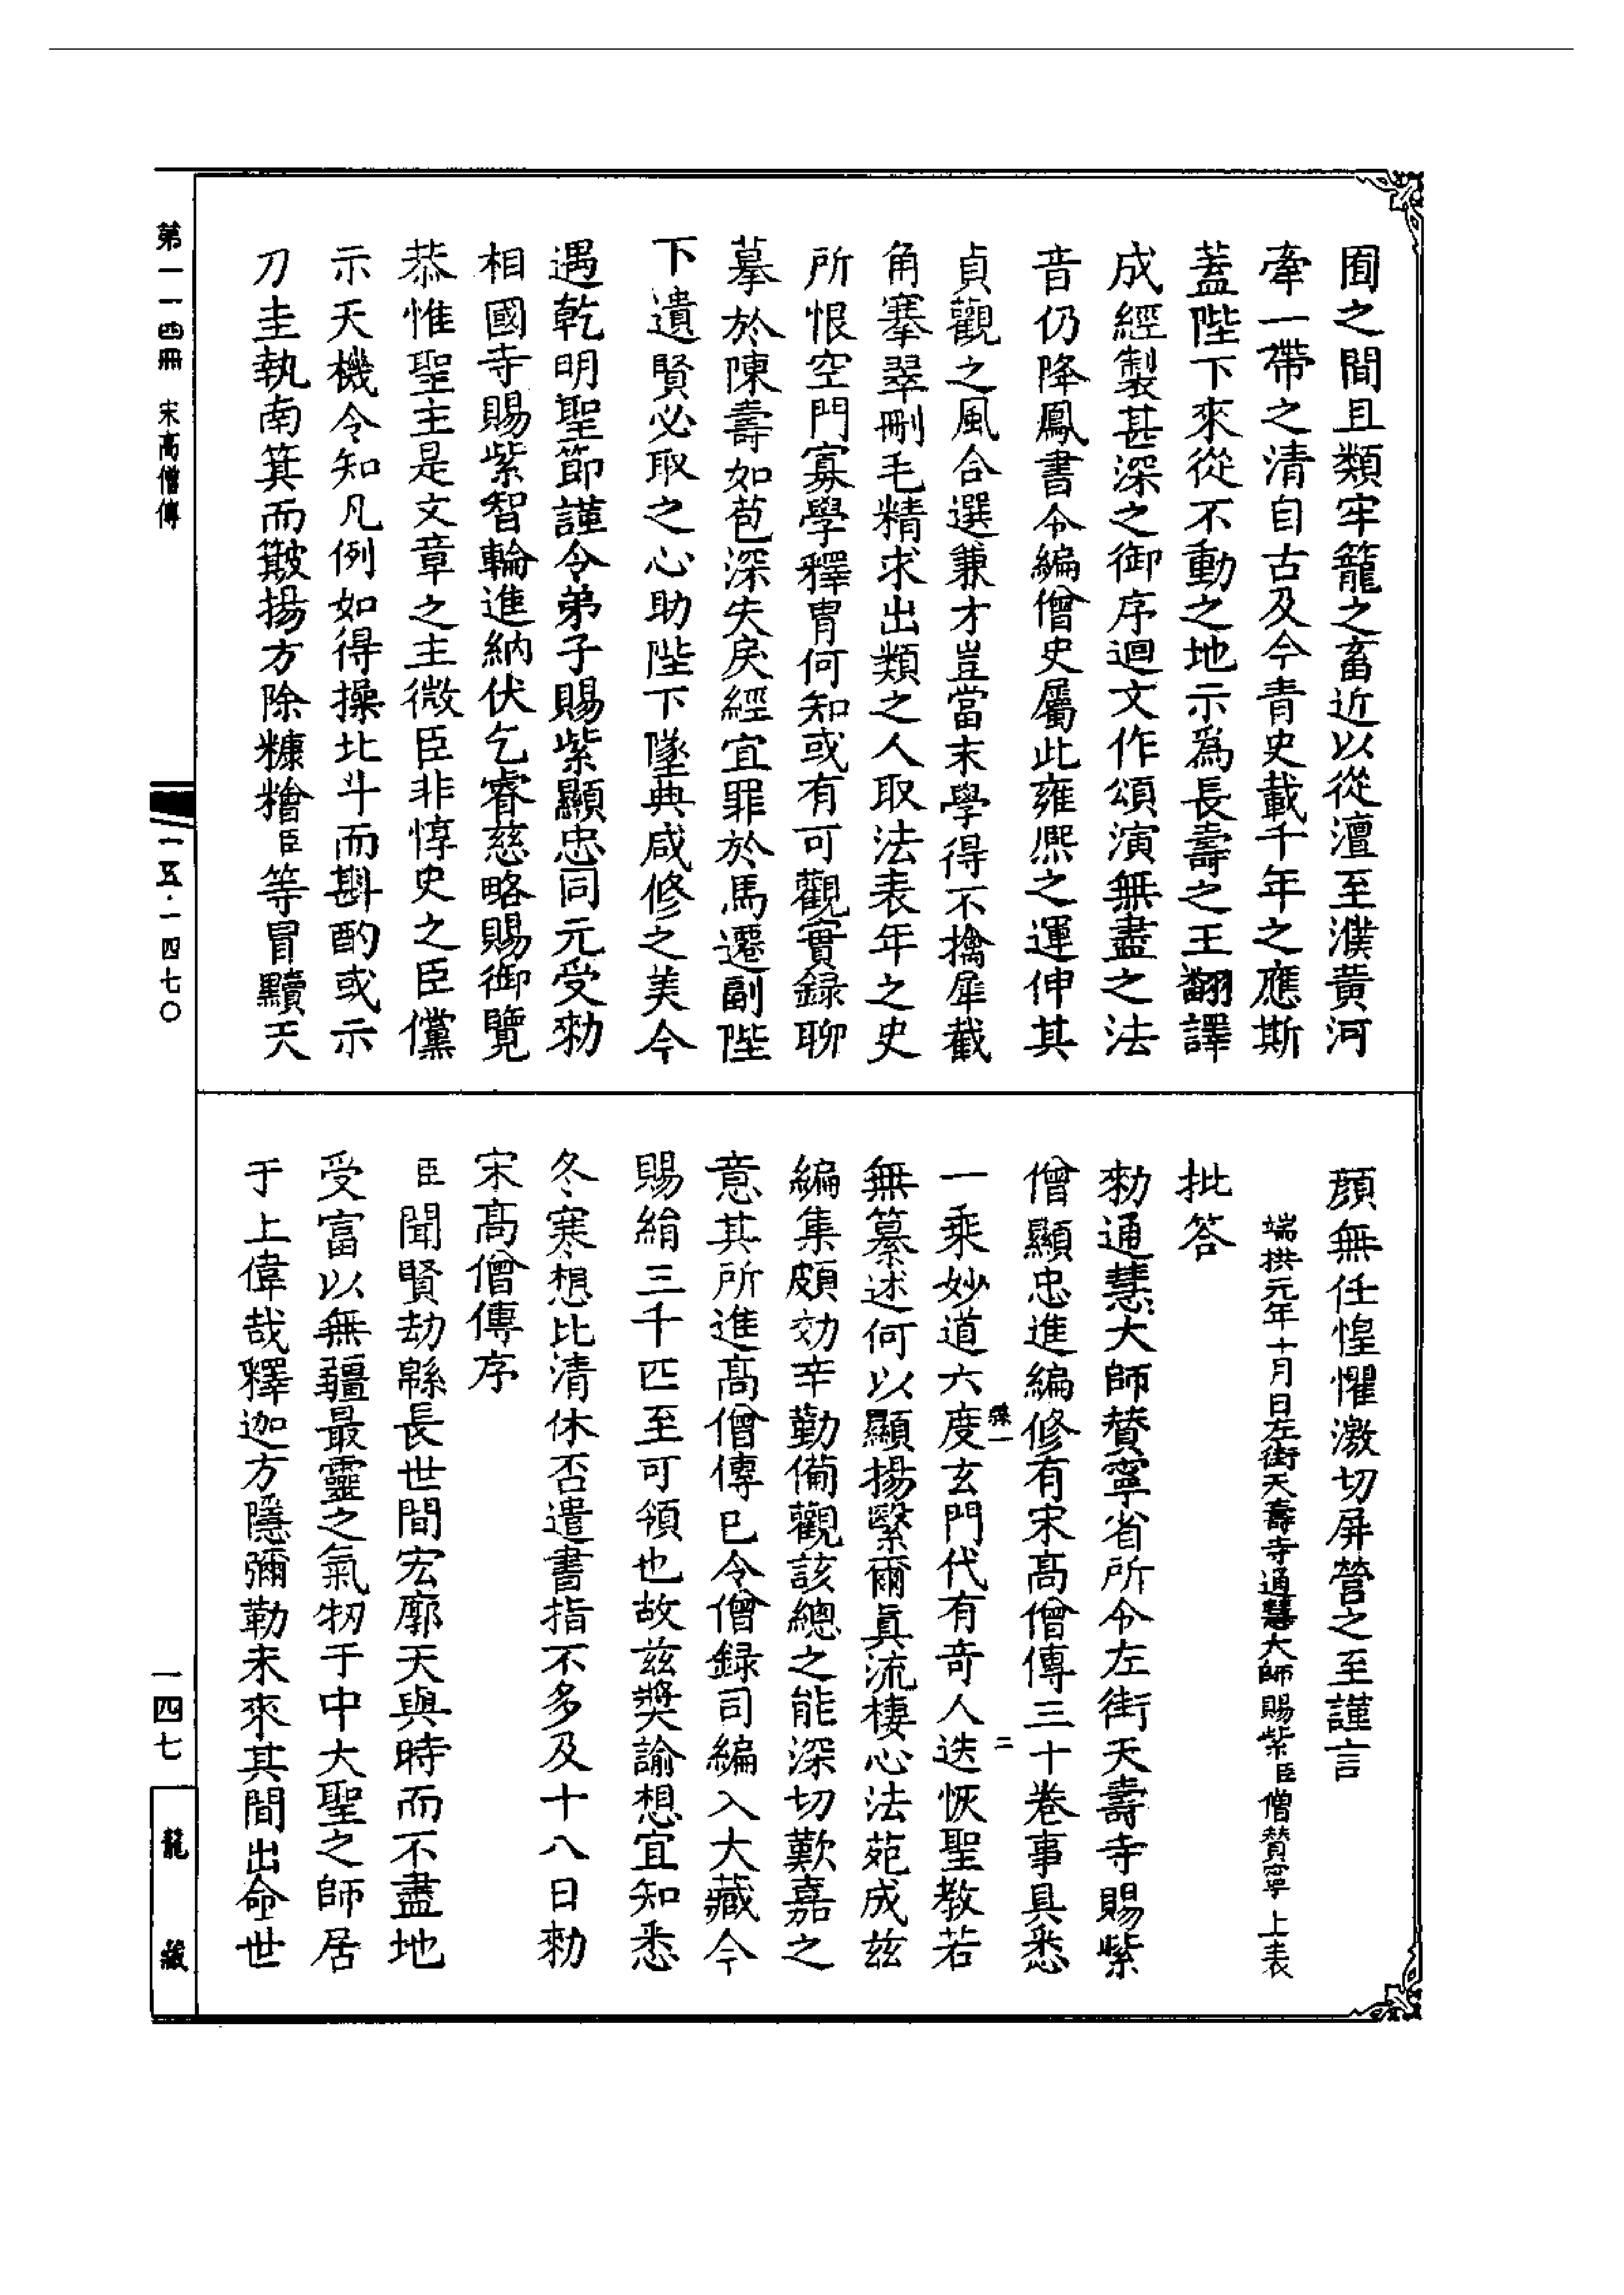 囿之間且類牢籠之畜近以從澶至濮黃河
牽一帶之清自古及今青史載千年之應斯
蓋陛下來從不動之地示爲長壽之王翻譯
成經製甚深之御序迴文作頌演無盡之法
音仍降鳳書令編僧史屬此雍熙之運伸其
貞觀之風合選兼才豈當末學得不擒犀截
角搴翠刪毛精求出類之人取法表年之史
所恨空門寡學釋胄何知或有可觀實録聊
摹於陳壽如苞深失戾經宜罪於馬遷副陛
下遺賢必取之心助陛下墜典咸修之美今
遇乾明聖節謹令弟子賜紫顯忠同元受勑
相國寺賜紫智輪進納伏乞睿慈略賜御覽
恭惟聖主是文章之主微臣非惇史之臣儻
示天機令知凡例如得操北斗而斟酌或示
刀圭執南箕而簸揚方除糠糩臣等冒黷天
顔無任惶懼激切屏營之至謹言
端拱元年十月日左街天壽寺通慧大師賜紫臣僧賛寧上表
批答
勑通慧大師賛寧省所令左街天壽寺賜紫
僧顯忠進編修有宋髙僧傳三十卷事具悉
一乘妙道六度玄門代有奇人迭恢聖教若
無纂述何以顯揚繄爾眞流棲心法苑成兹
編集頗効辛勤備觀該總之能深切歎嘉之
意其所進髙僧傳已令僧録司編入大藏今
賜絹三千匹至可領也故兹奬諭想宜知悉
冬寒想比清休否遣書指不多及十八日勑
宋髙僧傳序
臣聞賢劫緜長世間宏廓天與時而不盡地
受富以無疆最靈之氣牣于中大聖之師居
于上偉哉釋迦方隱彌勒未來其間出命世
第一一四冊　宋高僧傳
一五·一四七〇
一四七
龍藏
二